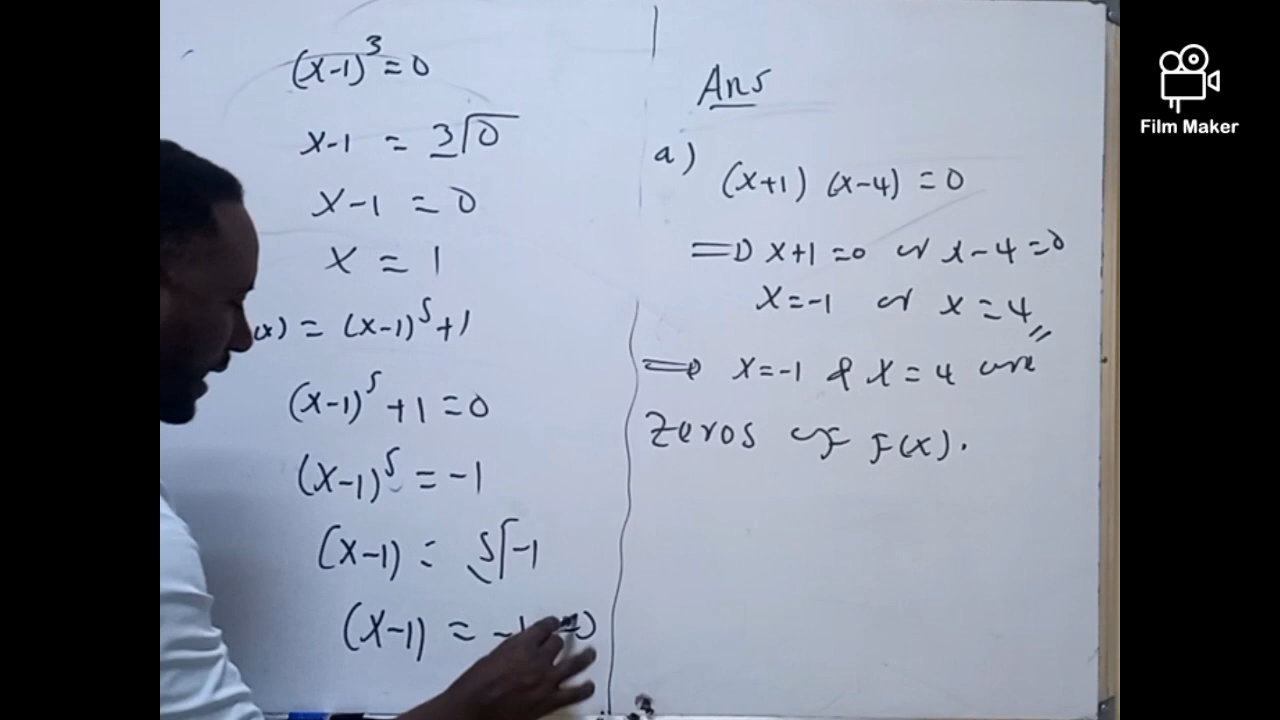 (x-1)³ = 0
x-1 = ³√0
x-1 = 0
x = 1
(x) = (x-1)⁵+1
(x-1)⁵ +1 = 0
(x-1)⁵ = -1
(x-1) = ⁵√-1
(x-1) = -1
Ans
a)
(x+1) (x-4) = 0
⇒ x+1 = 0 or x-4 = 0
x = -1 or x = 4
⇒ x = -1 & x = 4 are
Zeros of F(x).
Film Maker